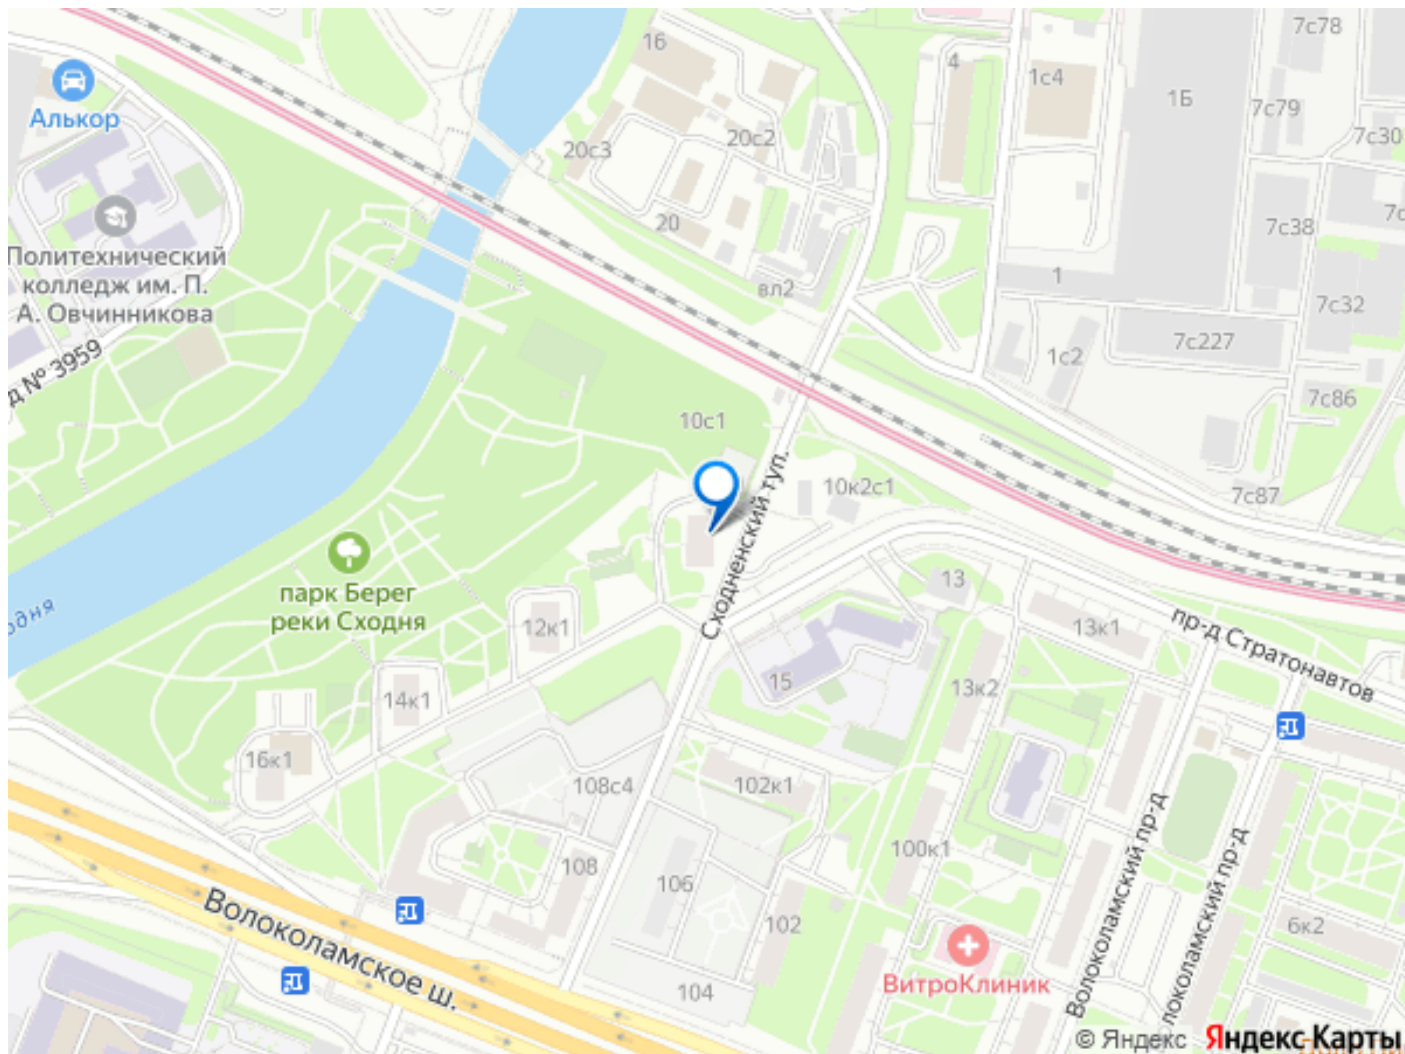 7с78
16
4
1с4
1Б
Алькор
7с79
7с30
20с3
20с2
20
7с38
Политехнический
колледж им. П.
А. Овчинникова
вл2
1
7с32
7с227
1с2
д № 3959
7с86
10с1
10к2с1
7с87
Сходненский туп.
парк Берег
реки Сходня
13
12к1
13к1
пр-д Стратонавтов
15
13к2
14к1
16к1
108с4
102к1
Волоколамский пр-д
локоламский пр-д
100к1
108
106
Волоколамское ш.
102
6к2
ВитроКлиник
104
© Яндекс Яндекс Карты